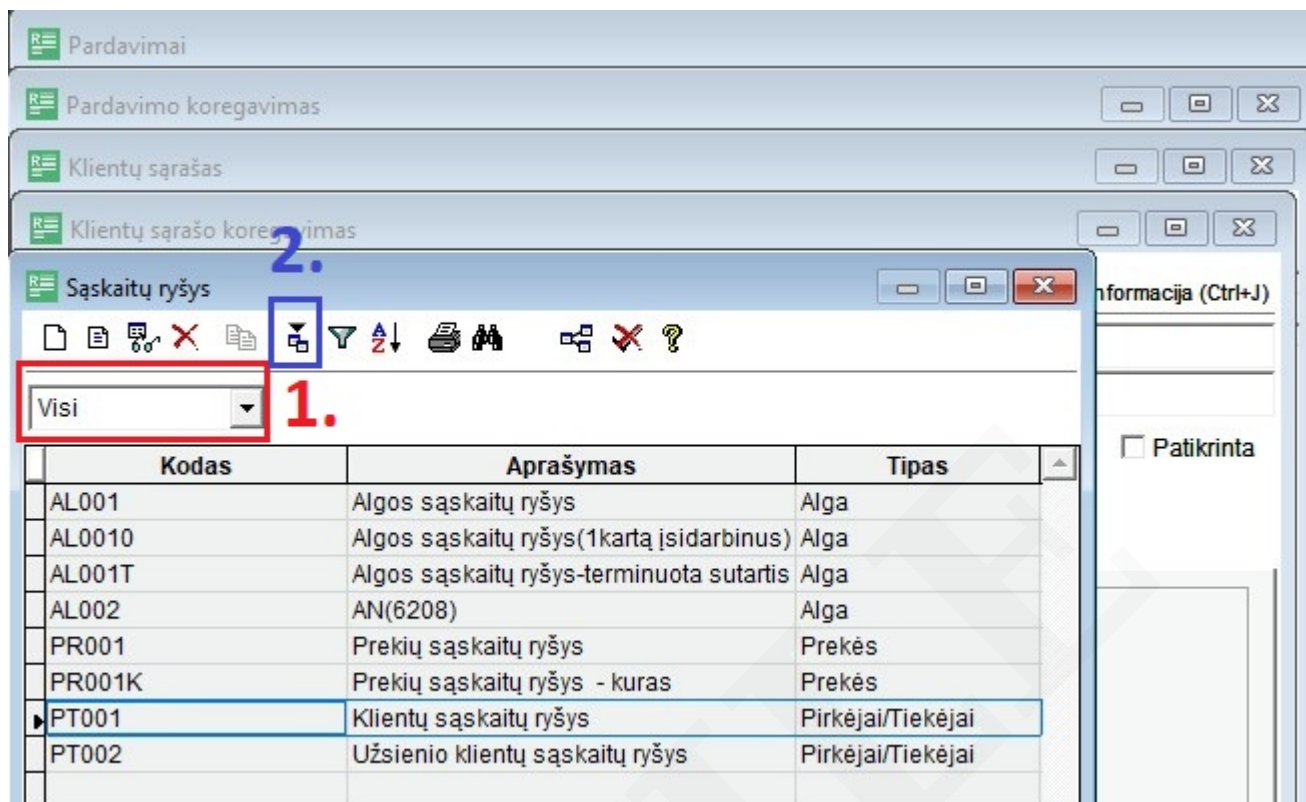 Pardavimai
Pardavimo koregavimas
Klientų sąrašas
Klientų sąrašo koregavimas
2.
Sąskaitų ryšys
nformacija (Ctrl+J)
Visi
1.
Patikrinta
Kodas Aprašymas Tipas
AL001 Algos sąskaitų ryšys Alga
AL0010 Algos sąskaitų ryšys(1kartą įsidarbinus) Alga
AL001T Algos sąskaitų ryšys-terminuota sutartis Alga
AL002 AN(6208) Alga
PR001 Prekių sąskaitų ryšys Prekės
PR001K Prekių sąskaitų ryšys - kuras Prekės
PT001 Klientų sąskaitų ryšys Pirkėjai/Tiekėjai
PT002 Užsienio klientų sąskaitų ryšys Pirkėjai/Tiekėjai